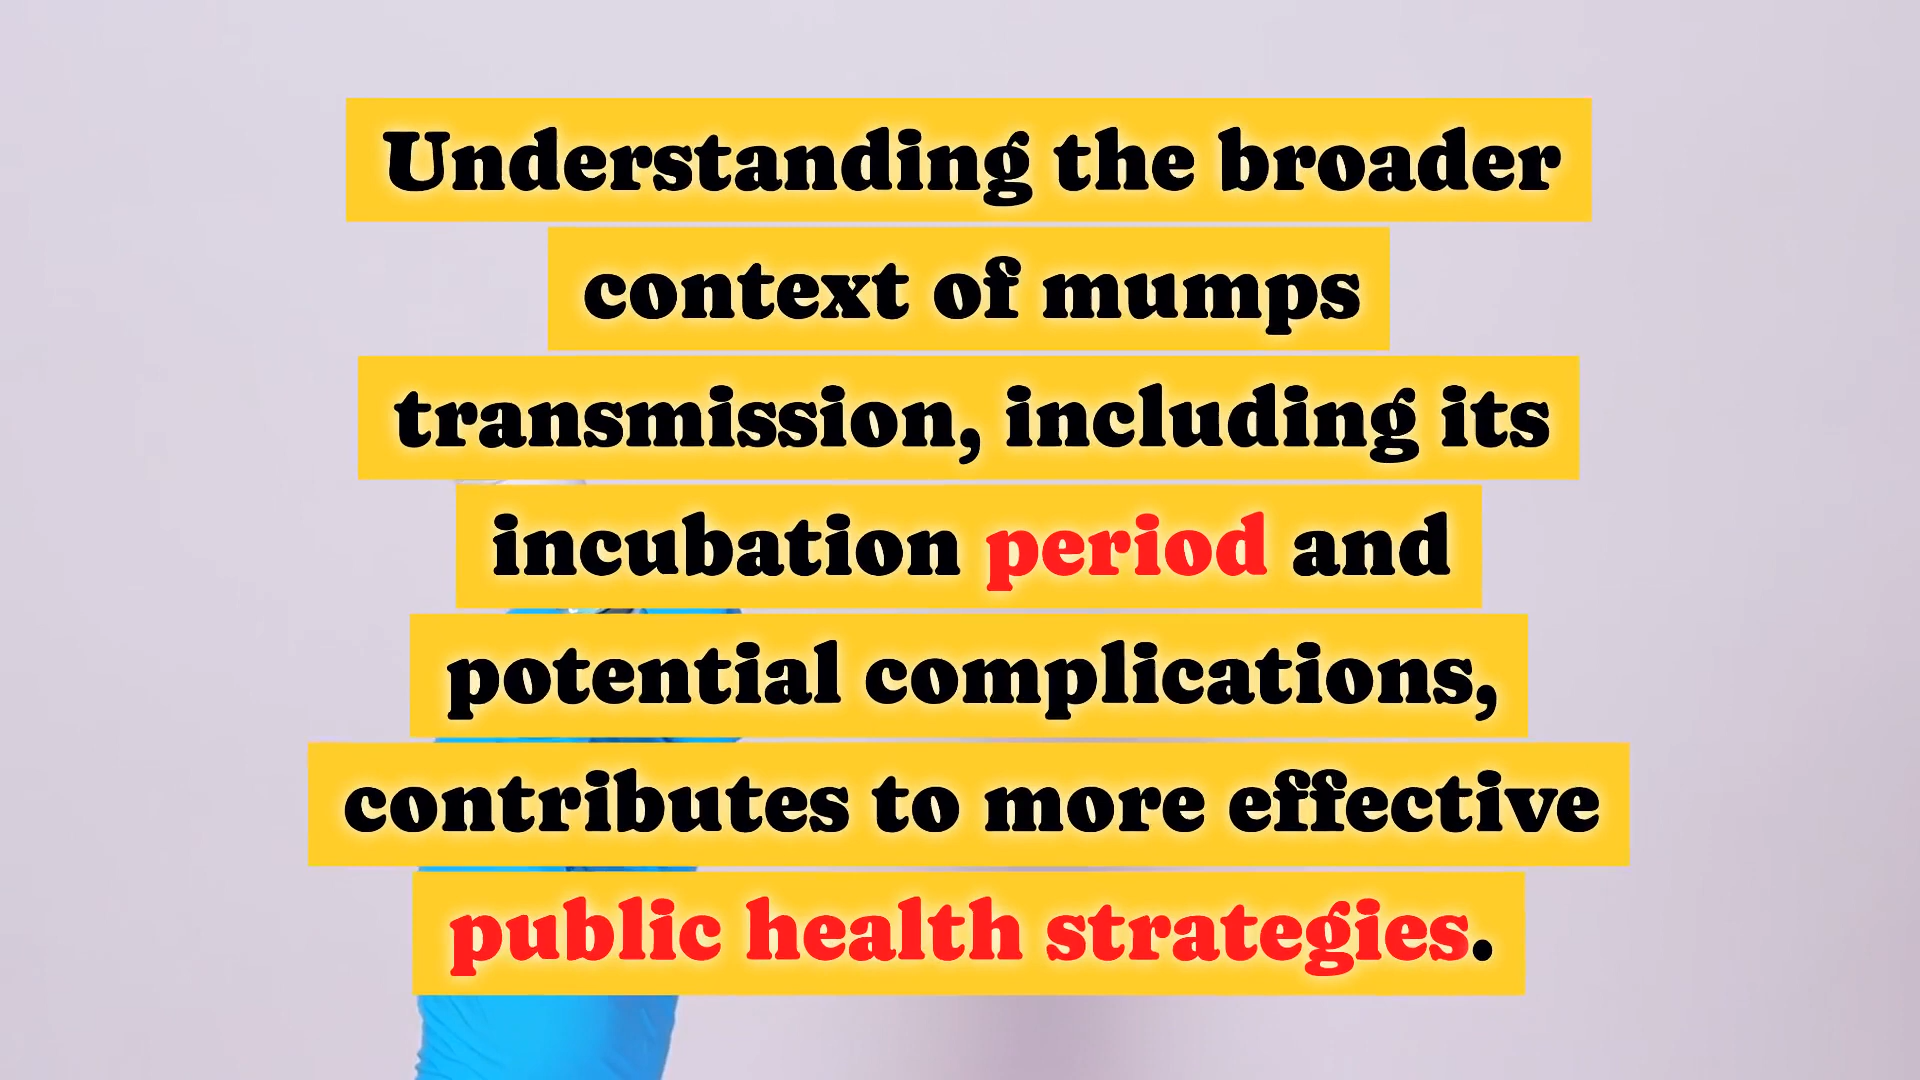 Understanding the broader
context of mumps
transmission, including its
incubation period and
potential complications,
contributes to more effective
public health strategies.